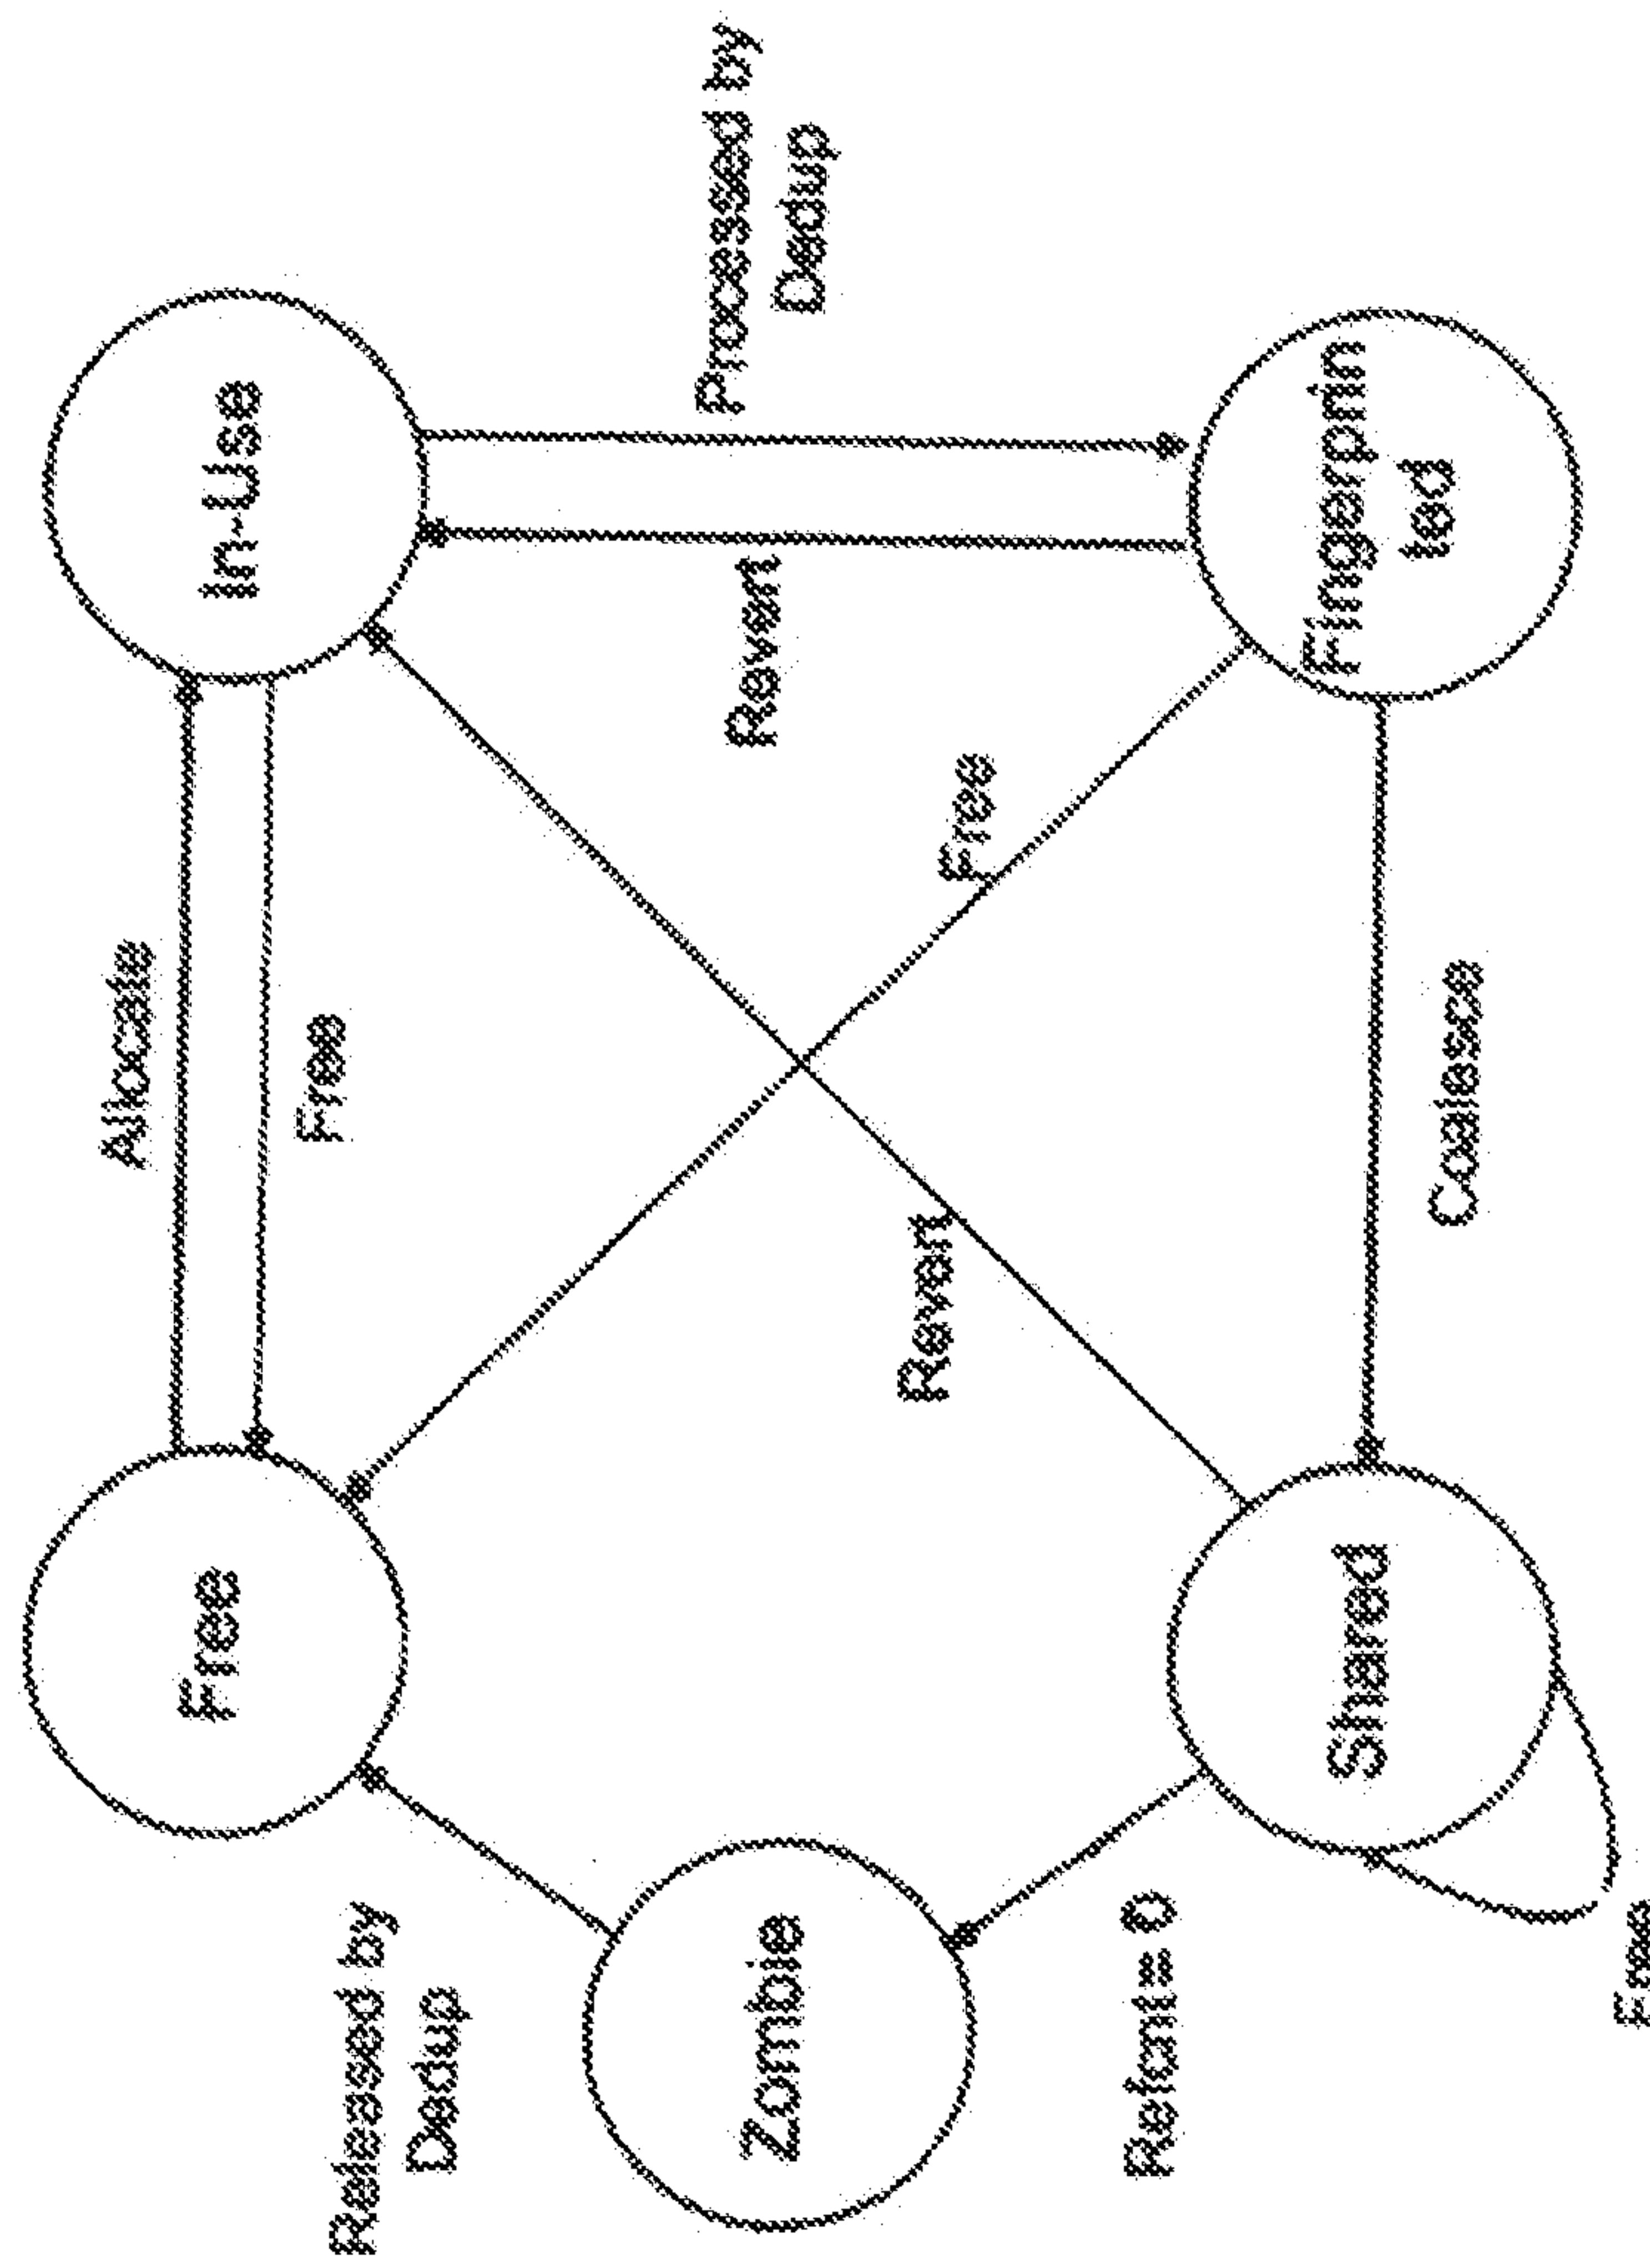 Allocate
Free
In-Use
Free
Released by
Dedup
Processed by
Dedup
Revert
Zombie
Revert
Free
Refcnt= 0
Shared
Fingerprin
ted
Coalesce
Free